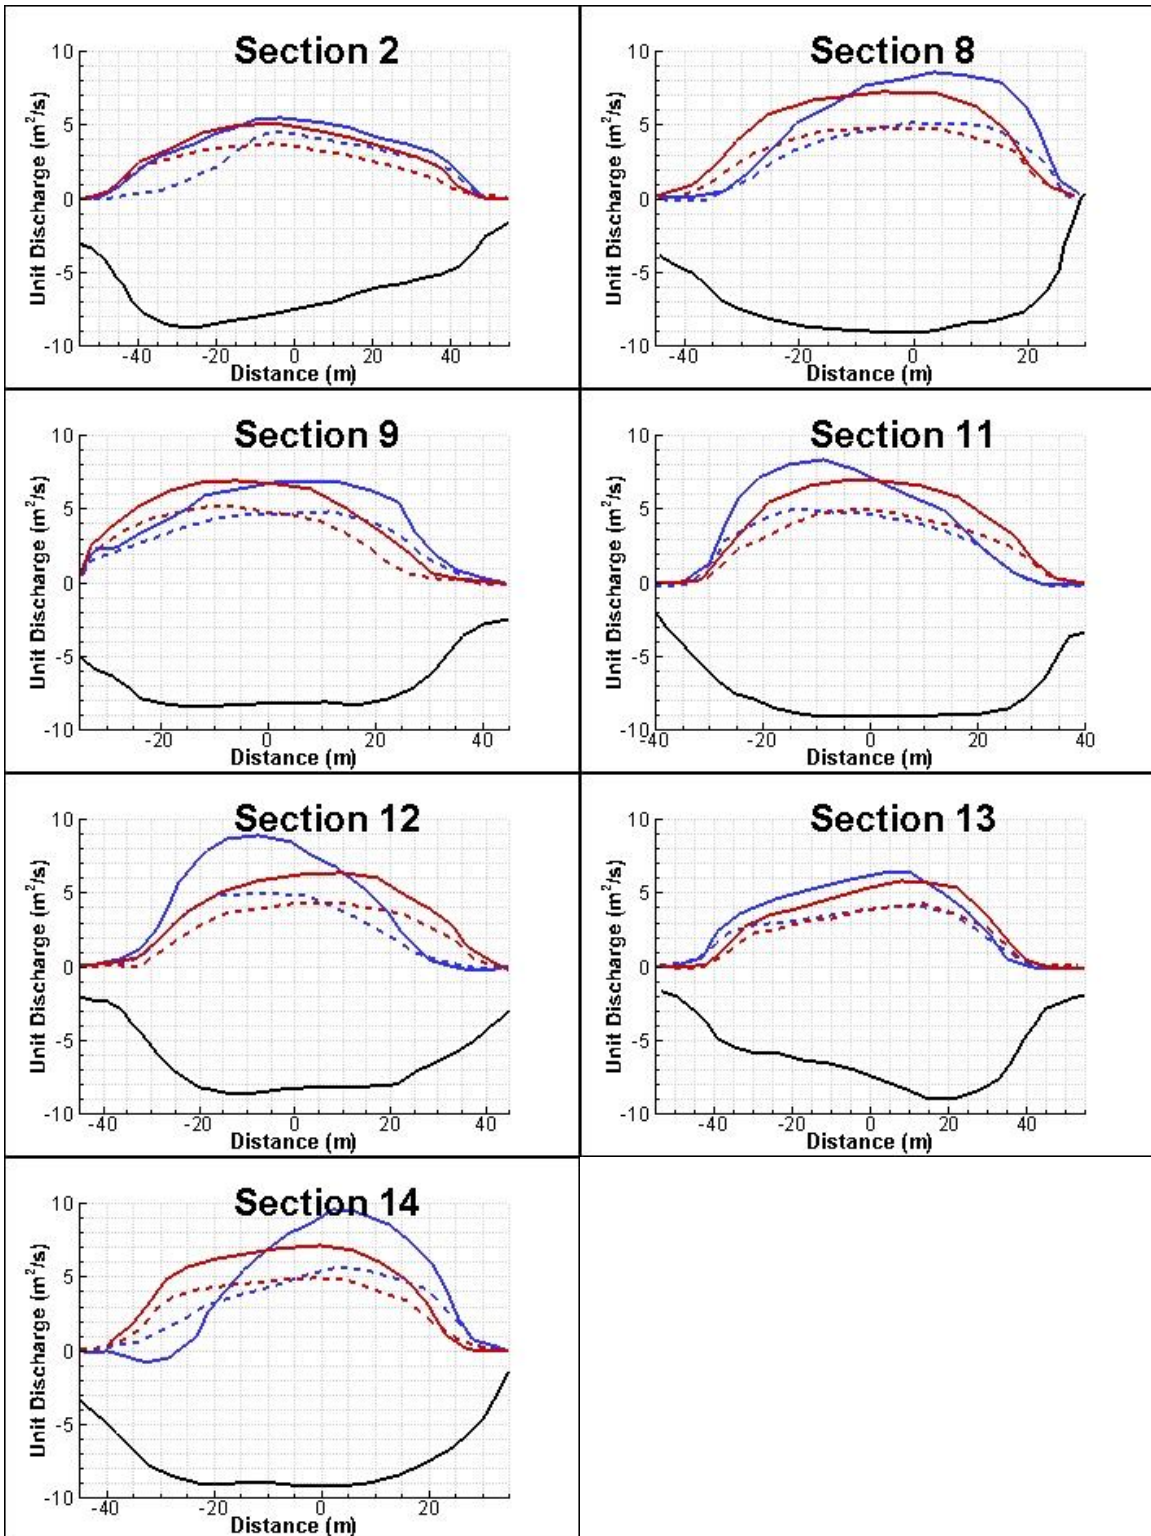 Section 2
Unit Discharge (m²/s)
10
5
0
-5
-10
-40 -20 0 20 40
Distance (m)
Section 8
Unit Discharge (m²/s)
10
5
0
-5
-10
-40 -20 0 20
Distance (m)
Section 9
Unit Discharge (m²/s)
10
5
0
-5
-10
-20 0 20 40
Distance (m)
Section 11
Unit Discharge (m²/s)
10
5
0
-5
-10
-40 -20 0 20 40
Distance (m)
Section 12
Unit Discharge (m²/s)
10
5
0
-5
-10
-40 -20 0 20 40
Distance (m)
Section 13
Unit Discharge (m²/s)
10
5
0
-5
-10
-40 -20 0 20 40
Distance (m)
Section 14
Unit Discharge (m²/s)
10
5
0
-5
-10
-40 -20 0 20
Distance (m)